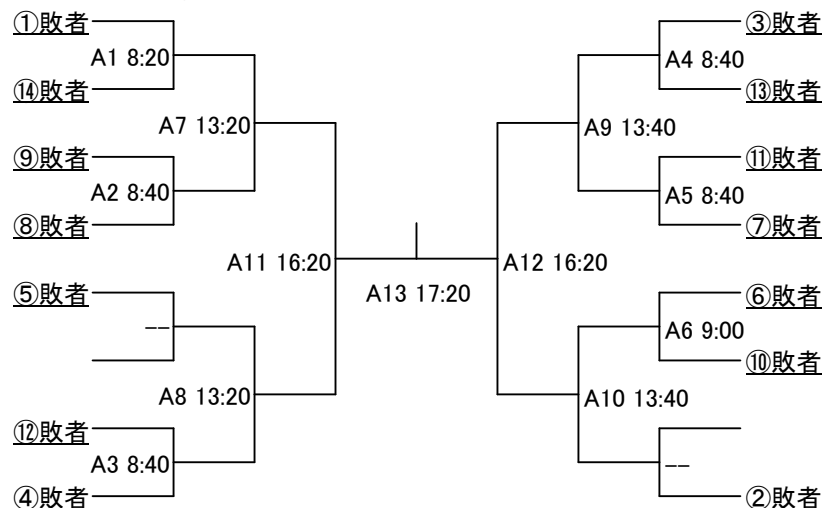 ①敗者
A1 8:20
⑭敗者
A7 13:20
⑨敗者
A2 8:40
⑧敗者
A11 16:20
⑤敗者
--
A8 13:20
⑫敗者
A3 8:40
④敗者
A13 17:20
③敗者
A4 8:40
⑬敗者
A9 13:40
⑪敗者
A5 8:40
⑦敗者
A12 16:20
⑥敗者
A6 9:00
⑩敗者
A10 13:40
--
②敗者